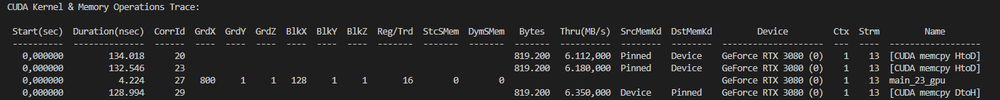 CUDA Kernel & Memory Operations Trace:
Start(sec) Duration(nsec) CorrId GrdX GrdY GrdZ BlkX BlkY BlkZ Reg/Trd StcSMem DymSMem Bytes Thru(MB/s) SrcMemKd DstMemKd Device Ctx Strm Name
----------- -------------- ------ ---- ---- ---- ---- ---- ---- ------- ------- ------- ------- ---------- -------- -------- -------------------- --- ---- ------------------
0,000000 134.018 20 819.200 6.112,000 Pinned Device GeForce RTX 3080 (0) 1 13 [CUDA memcpy HtoD]
0,000000 132.546 23 819.200 6.180,000 Pinned Device GeForce RTX 3080 (0) 1 13 [CUDA memcpy HtoD]
0,000000 4.224 27 800 1 1 128 1 1 16 0 0 GeForce RTX 3080 (0) 1 13 main_23_gpu
0,000000 128.994 29 819.200 6.350,000 Device Pinned GeForce RTX 3080 (0) 1 13 [CUDA memcpy DtoH]